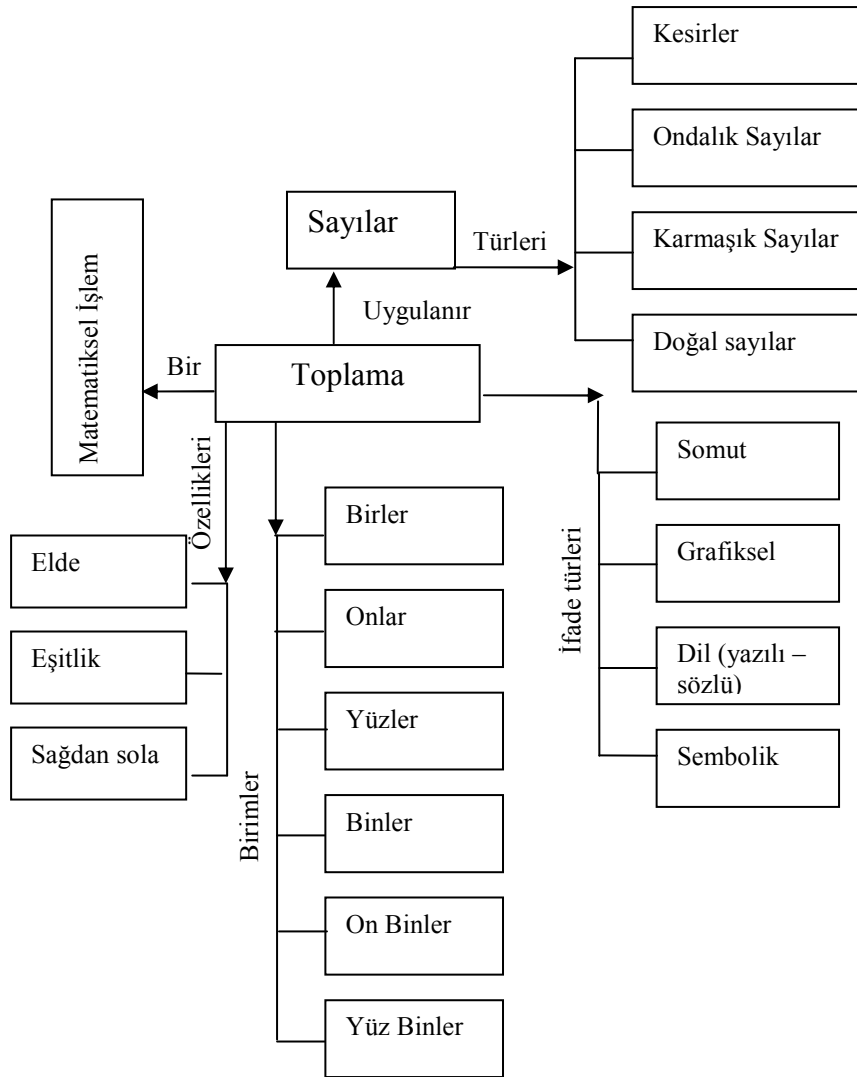 Kesirler
Ondalık Sayılar
Sayılar
Türleri
Karmaşık Sayılar
Uygulanır
Doğal sayılar
Matematiksel İşlem
Bir
Toplama
Özellikleri
Elde
Eşitlik
Sağdan sola
Birimler
Birler
Onlar
Yüzler
Binler
On Binler
Yüz Binler
İfade türleri
Somut
Grafiksel
Dil (yazılı –
sözlü)
Sembolik